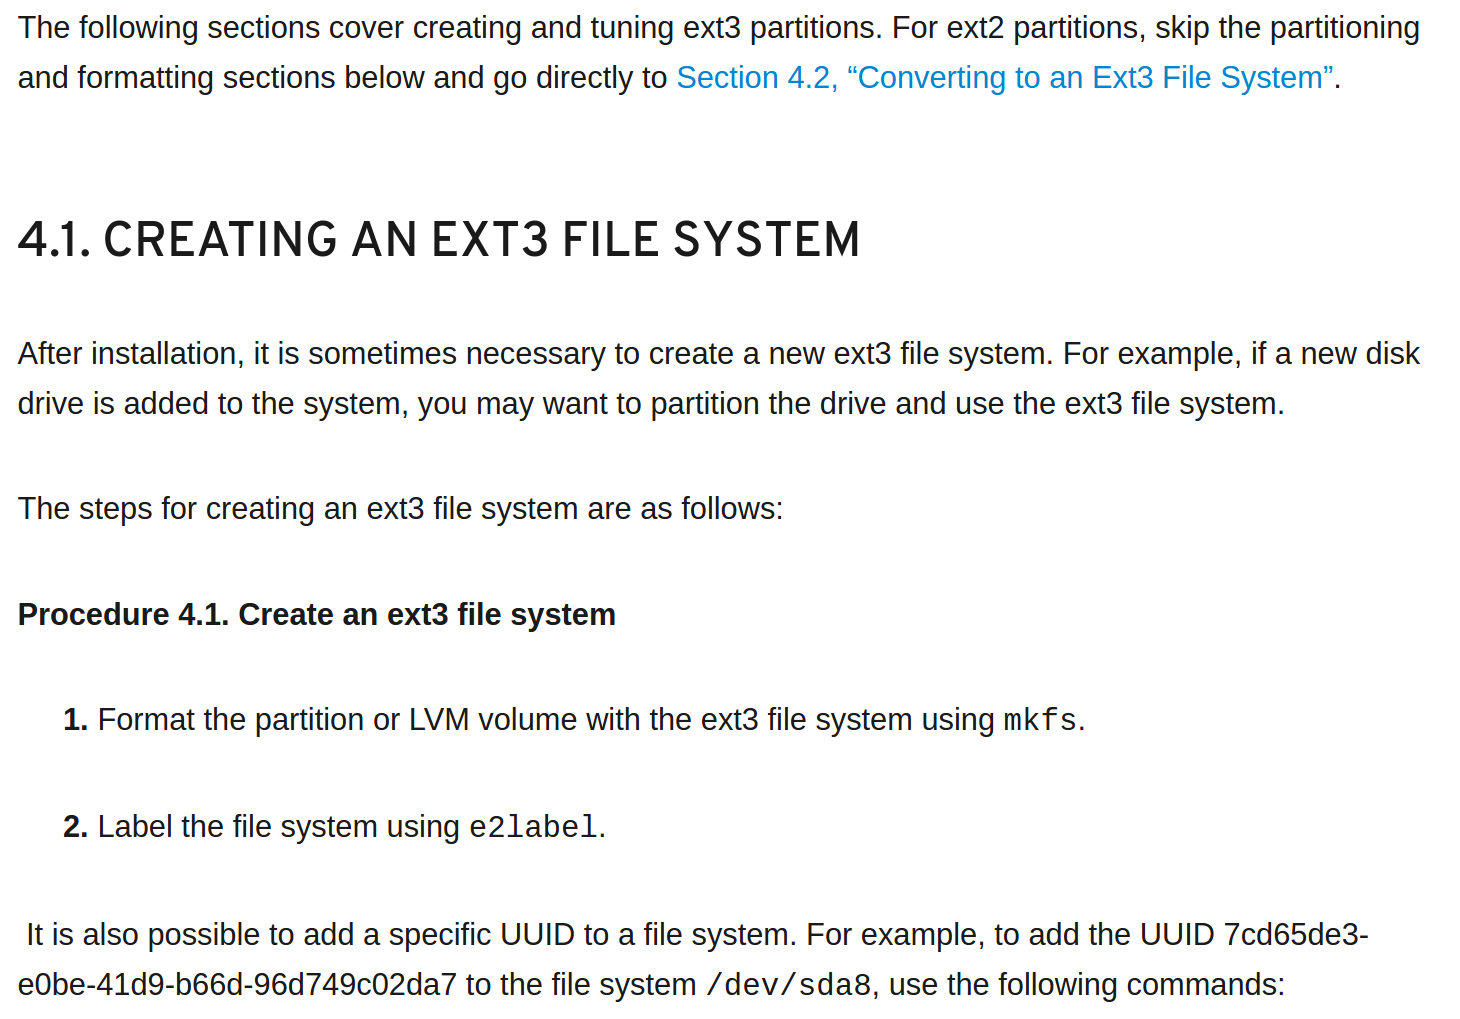 The following sections cover creating and tuning ext3 partitions. For ext2 partitions, skip the partitioning
and formatting sections below and go directly to Section 4.2, “Converting to an Ext3 File System”.
4.1. CREATING AN EXT3 FILE SYSTEM
After installation, it is sometimes necessary to create a new ext3 file system. For example, if a new disk
drive is added to the system, you may want to partition the drive and use the ext3 file system.
The steps for creating an ext3 file system are as follows:
Procedure 4.1. Create an ext3 file system
1. Format the partition or LVM volume with the ext3 file system using mkfs.
2. Label the file system using e2label.
It is also possible to add a specific UUID to a file system. For example, to add the UUID 7cd65de3-
e0be-41d9-b66d-96d749c02da7 to the file system /dev/sda8, use the following commands: